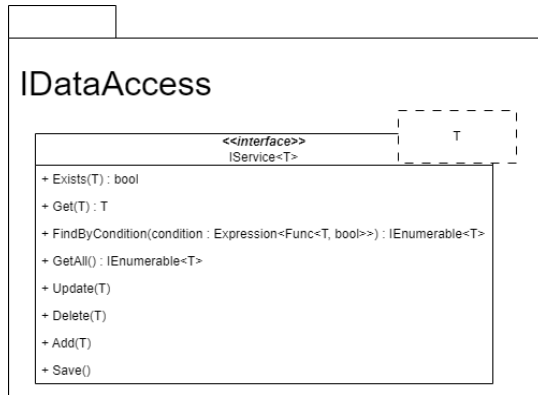 IDataAccess
T
<<interface>>
IService<T>
+ Exists(T) : bool
+ Get(T) : T
+ FindByCondition(condition : Expression<Func<T, bool>>) : IEnumerable<T>
+ GetAll() : IEnumerable<T>
+ Update(T)
+ Delete(T)
+ Add(T)
+ Save()